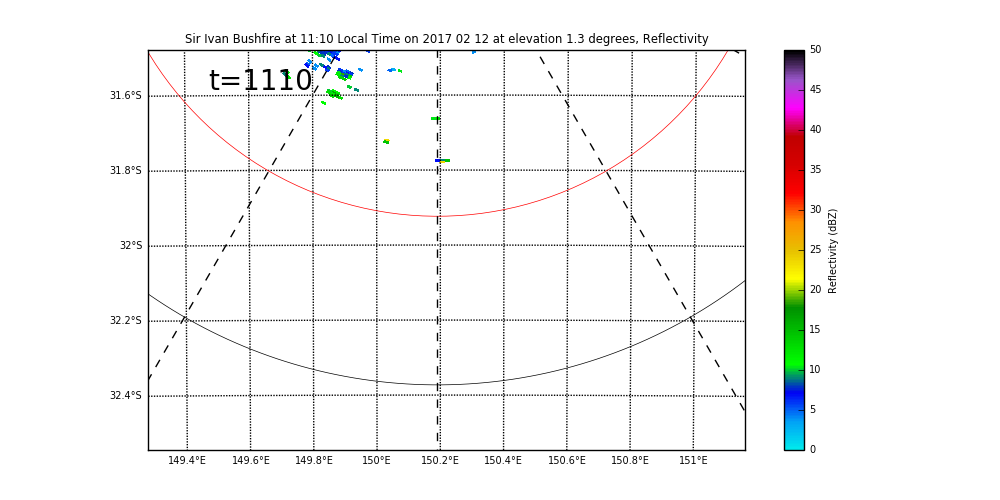 Sir Ivan Bushfire at 11:10 Local Time on 2017 02 12 at elevation 1.3 degrees, Reflectivity
t=1110
31.6°S
31.8°S
32°S
32.2°S
32.4°S
149.4°E 149.6°E 149.8°E 150°E 150.2°E 150.4°E 150.6°E 150.8°E 151°E
50
45
40
35
30
25
20
15
10
5
0
Reflectivity (dBZ)